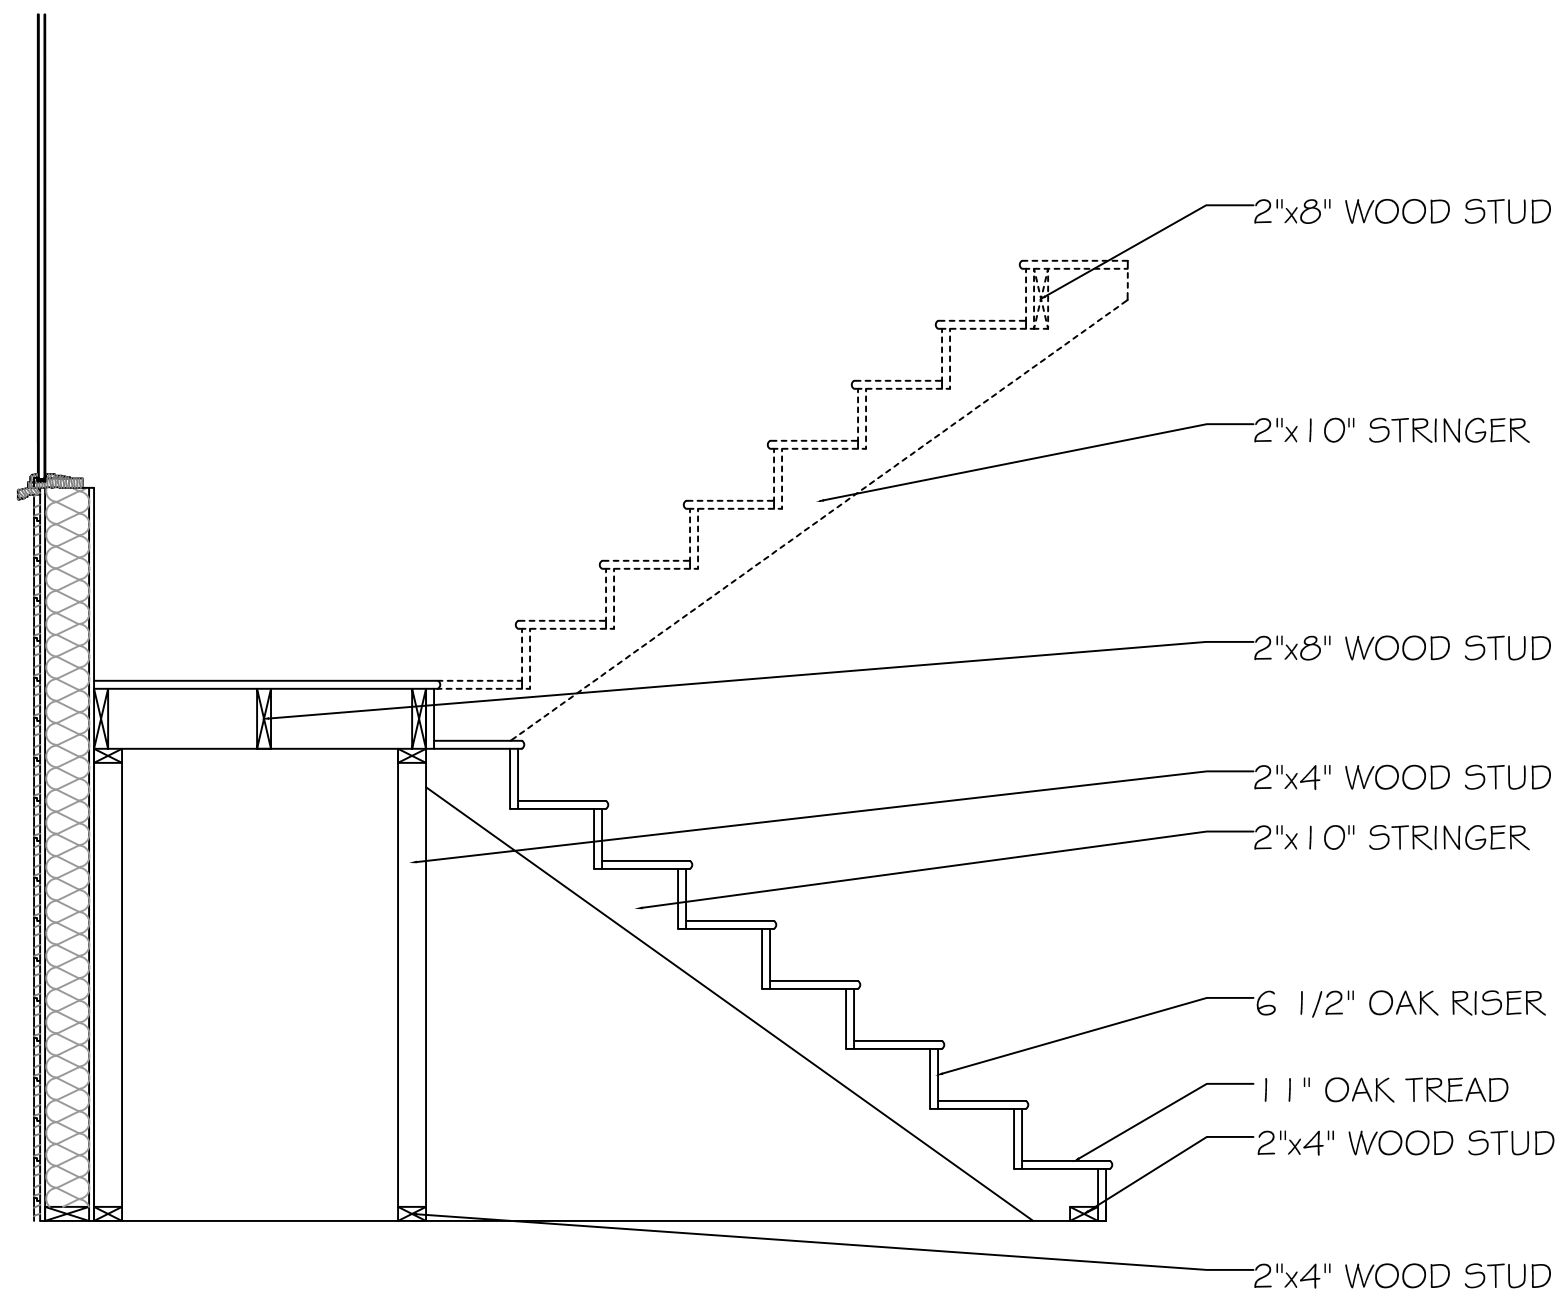 2"x8" WOOD STUD
2"x10" STRINGER
2"x8" WOOD STUD
2"x4" WOOD STUD
2"x10" STRINGER
6 1/2" OAK RISER
11" OAK TREAD
2"x4" WOOD STUD
2"x4" WOOD STUD